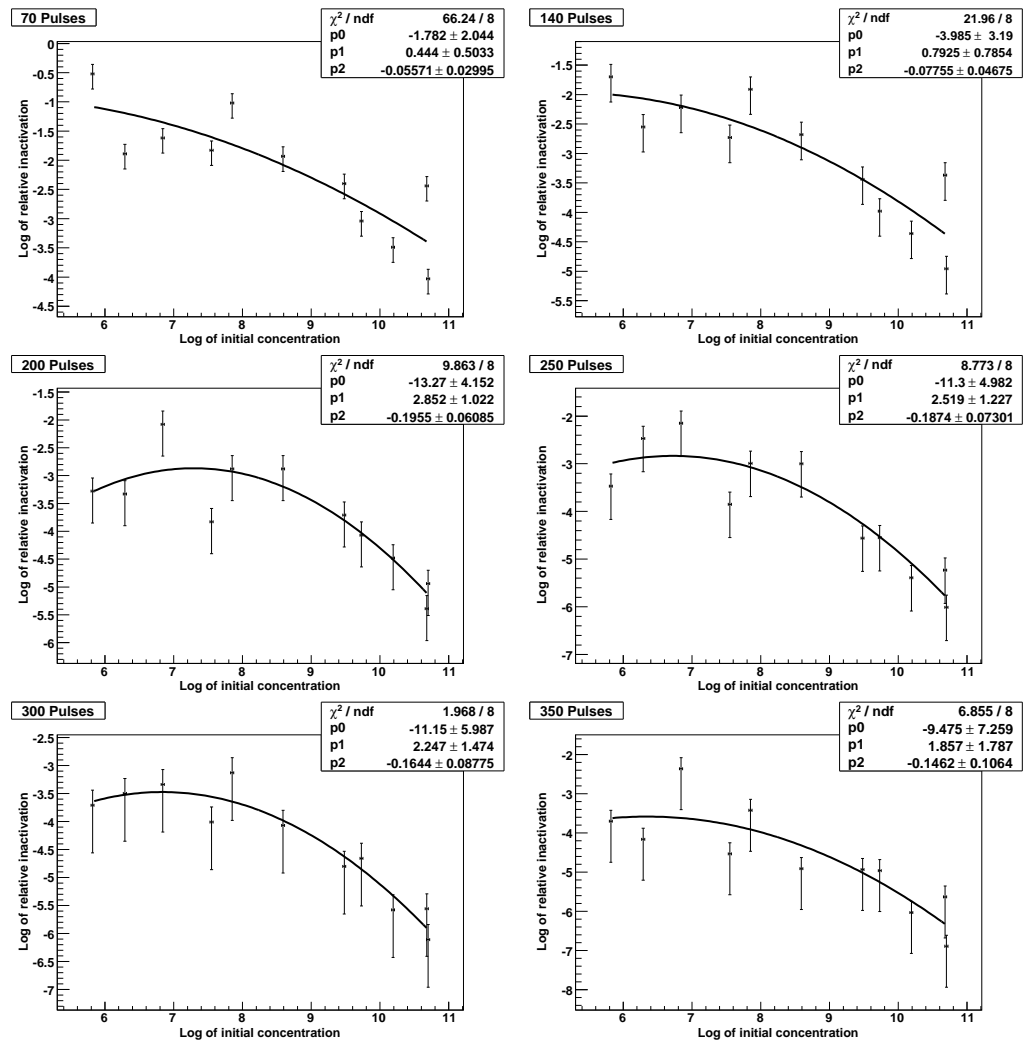 70 Pulses
χ² / ndf 66.24 / 8
p0 -1.782 ± 2.044
p1 0.444 ± 0.5033
p2 -0.05571 ± 0.02995
Log of relative inactivation
0
-0.5
-1
-1.5
-2
-2.5
-3
-3.5
-4
-4.5
6 7 8 9 10 11
Log of initial concentration
140 Pulses
χ² / ndf 21.96 / 8
p0 -3.985 ± 3.19
p1 0.7925 ± 0.7854
p2 -0.07755 ± 0.04675
Log of relative inactivation
-1.5
-2
-2.5
-3
-3.5
-4
-4.5
-5
-5.5
6 7 8 9 10 11
Log of initial concentration
200 Pulses
χ² / ndf 9.863 / 8
p0 -13.27 ± 4.152
p1 2.852 ± 1.022
p2 -0.1955 ± 0.06085
Log of relative inactivation
-1.5
-2
-2.5
-3
-3.5
-4
-4.5
-5
-5.5
-6
6 7 8 9 10 11
Log of initial concentration
250 Pulses
χ² / ndf 8.773 / 8
p0 -11.3 ± 4.982
p1 2.519 ± 1.227
p2 -0.1874 ± 0.07301
Log of relative inactivation
-2
-3
-4
-5
-6
-7
6 7 8 9 10 11
Log of initial concentration
300 Pulses
χ² / ndf 1.968 / 8
p0 -11.15 ± 5.987
p1 2.247 ± 1.474
p2 -0.1644 ± 0.08775
Log of relative inactivation
-2.5
-3
-3.5
-4
-4.5
-5
-5.5
-6
-6.5
-7
6 7 8 9 10 11
Log of initial concentration
350 Pulses
χ² / ndf 6.855 / 8
p0 -9.475 ± 7.259
p1 1.857 ± 1.787
p2 -0.1462 ± 0.1064
Log of relative inactivation
-2
-3
-4
-5
-6
-7
-8
6 7 8 9 10 11
Log of initial concentration